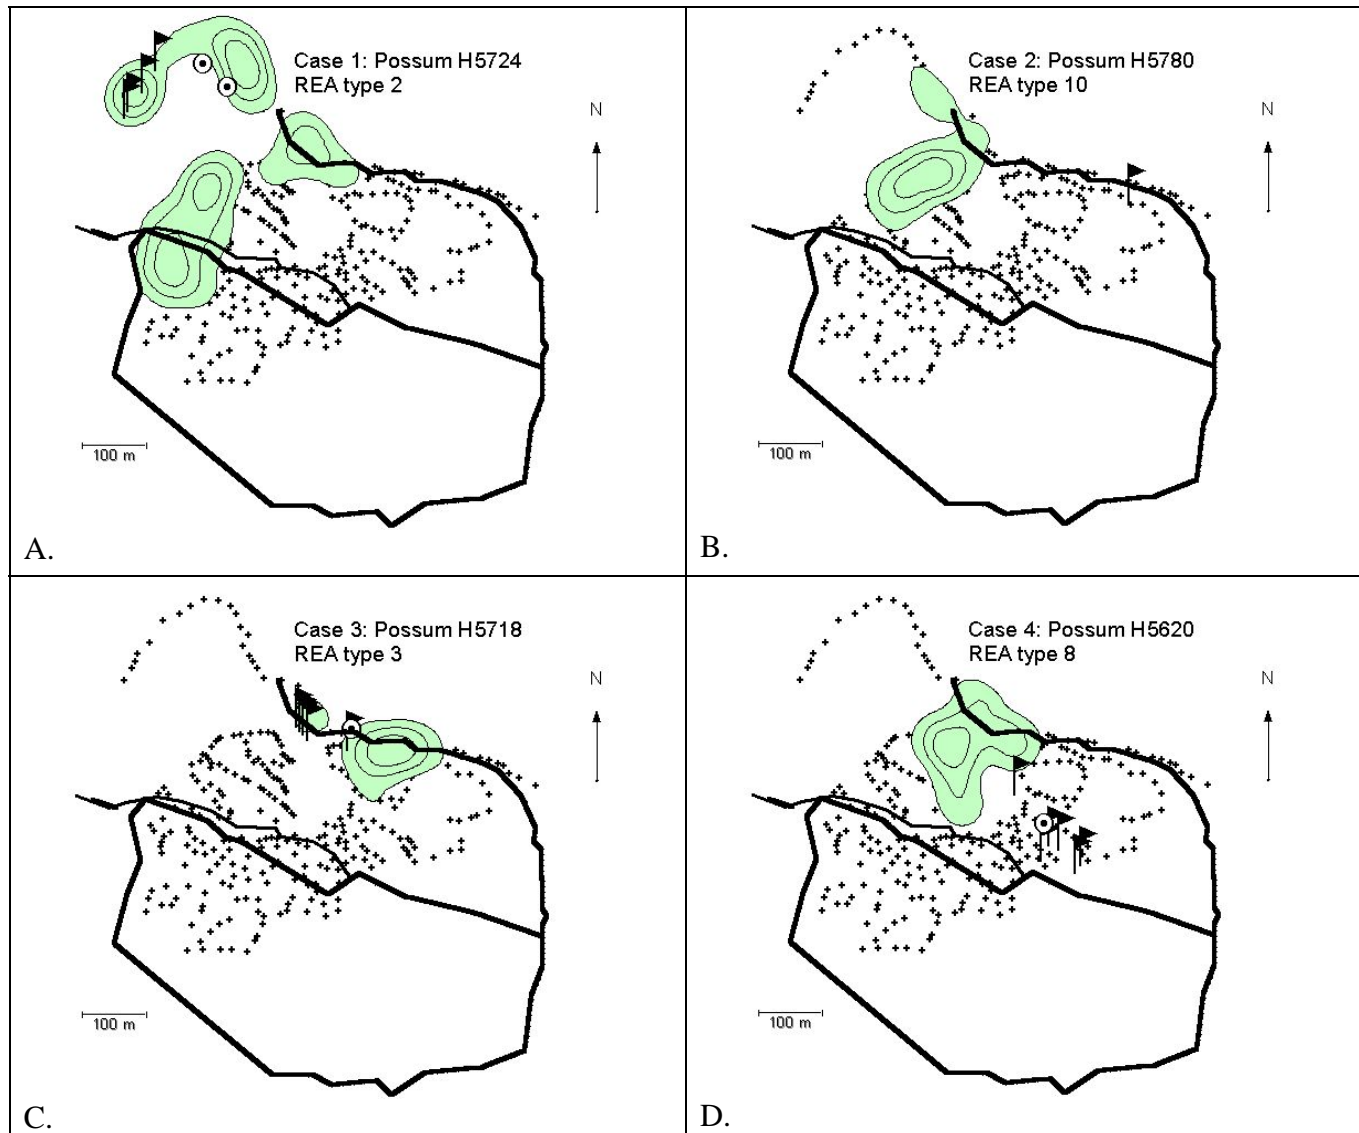 Case 1: Possum H5724
REA type 2
N
100 m
A.
Case 2: Possum H5780
REA type 10
N
100 m
B.
Case 3: Possum H5718
REA type 3
N
100 m
C.
Case 4: Possum H5620
REA type 8
N
100 m
D.